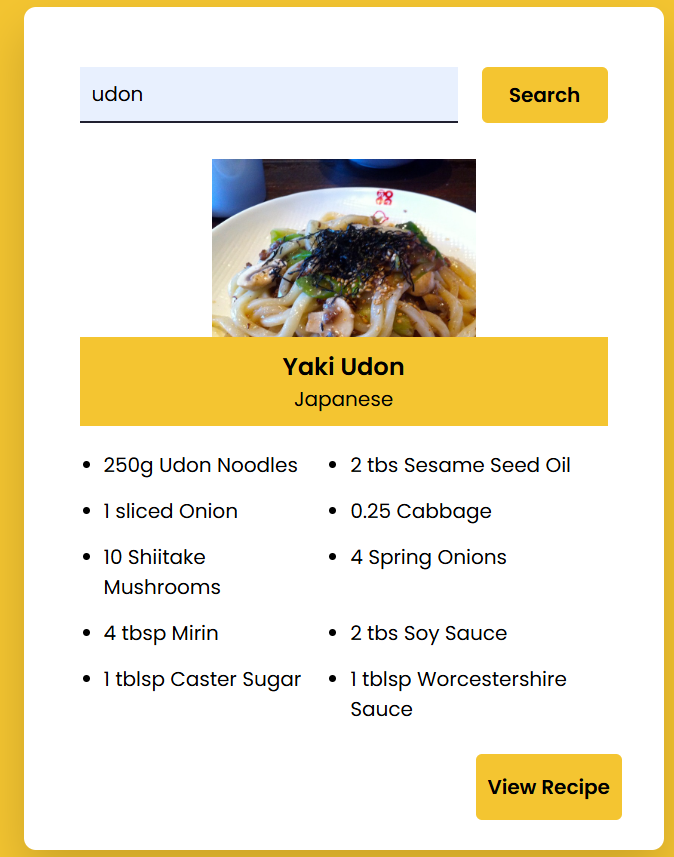 udon
Search
Yaki Udon
Japanese
250g Udon Noodles
2 tbs Sesame Seed Oil
1 sliced Onion
0.25 Cabbage
10 Shiitake
Mushrooms
4 Spring Onions
4 tbsp Mirin
2 tbs Soy Sauce
1 tblsp Caster Sugar
1 tblsp Worcestershire
Sauce
View Recipe